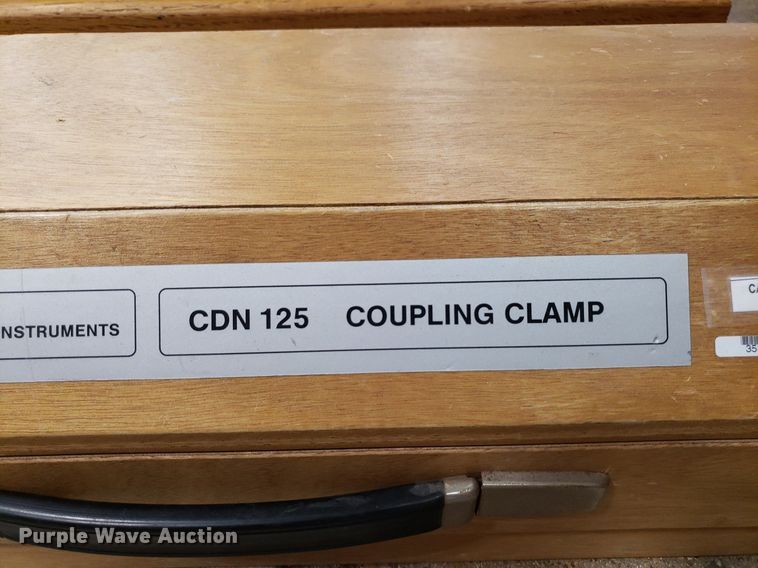 INSTRUMENTS
CDN 125 COUPLING CLAMP
Purple Wave Auction